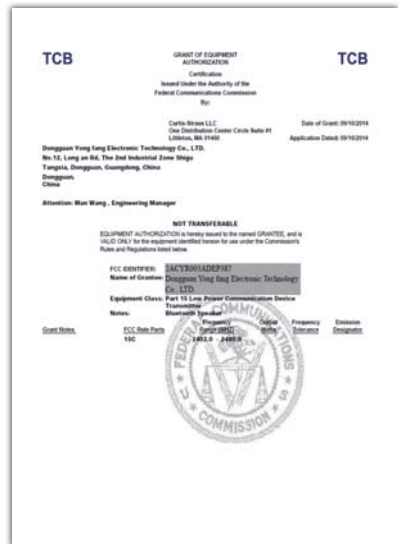 TCB
GRANT OF EQUIPMENT
AUTHORIZATION
TCB
Certification
Issued Under the Authority of the
Federal Communications Commission
By:
Curtis-Straus LLC
One Distribution Center Circle Suite #1
Littleton, MA 01460
Date of Grant: 09/16/2014
Application Dated: 09/16/2014
Dongguan Yong fang Electronic Technology Co., LTD.
No.12, Long an Rd, The 2nd Industrial Zone Shigu
Tangxia, Dongguan, Guangdong, China
Dongguan,
China
Attention: Man Wang , Engineering Manager
NOT TRANSFERABLE
EQUIPMENT AUTHORIZATION is hereby issued to the named GRANTEE, and is
VALID ONLY for the equipment identified hereon for use under the Commission's
Rules and Regulations listed below.
FCC IDENTIFIER: 2ACYR003ADEP387
Name of Grantee: Dongguan Yong fang Electronic Technology
Co., LTD.
Equipment Class: Part 15 Low Power Communication Device
Transmitter
Notes: Bluetooth Speaker
Grant Notes
FCC Rule Parts
Frequency
Range (MHZ)
Output
Watts
Frequency
Tolerance
Emission
Designator
15C
2402.0 - 2480.0
FEDERAL COMMUNICATIONS
COMMISSION
U S